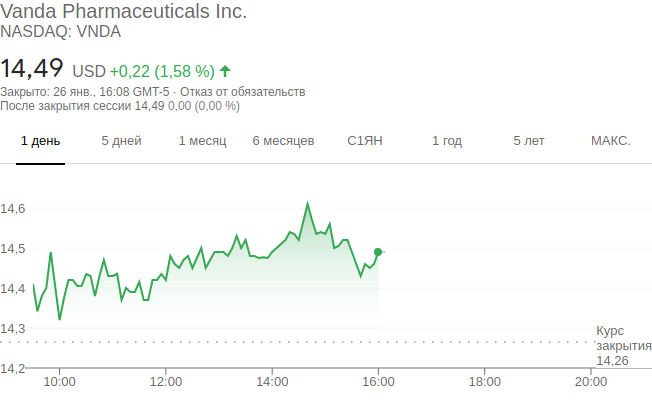 Vanda Pharmaceuticals Inc.
NASDAQ: VNDA
14,49 USD +0,22 (1,58 %)
Закрыто: 26 янв., 16:08 GMT-5 · Отказ от обязательств
После закрытия сессии 14,49 0,00 (0,00 %)
1 день 5 дней 1 месяц 6 месяцев С1ЯН 1 год 5 лет МАКС.
14,6
14,5
14,4
14,3
Курс
закрытия
14,26
14,2
10:00 12:00 14:00 16:00 18:00 20:00